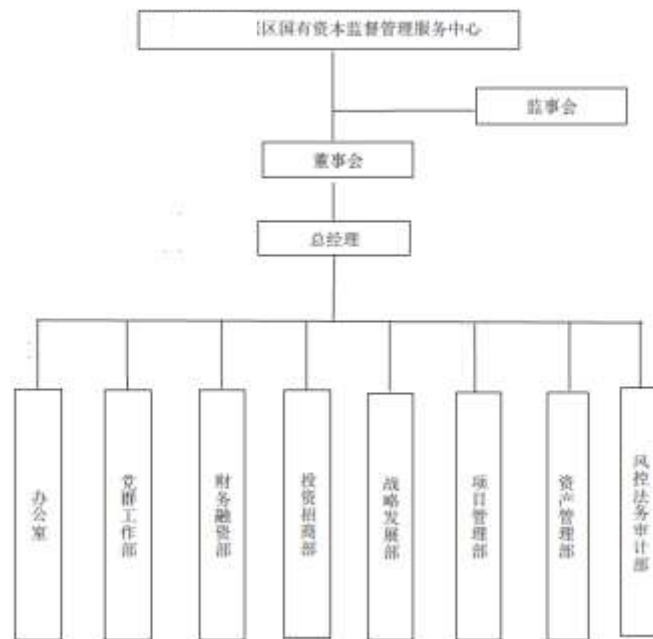 区国有资本监督管理服务中心
监事会
董事会
总经理
办公室
党群工作部
财务融资部
投资招商部
战略发展部
项目管理部
资产管理部
风控法务审计部